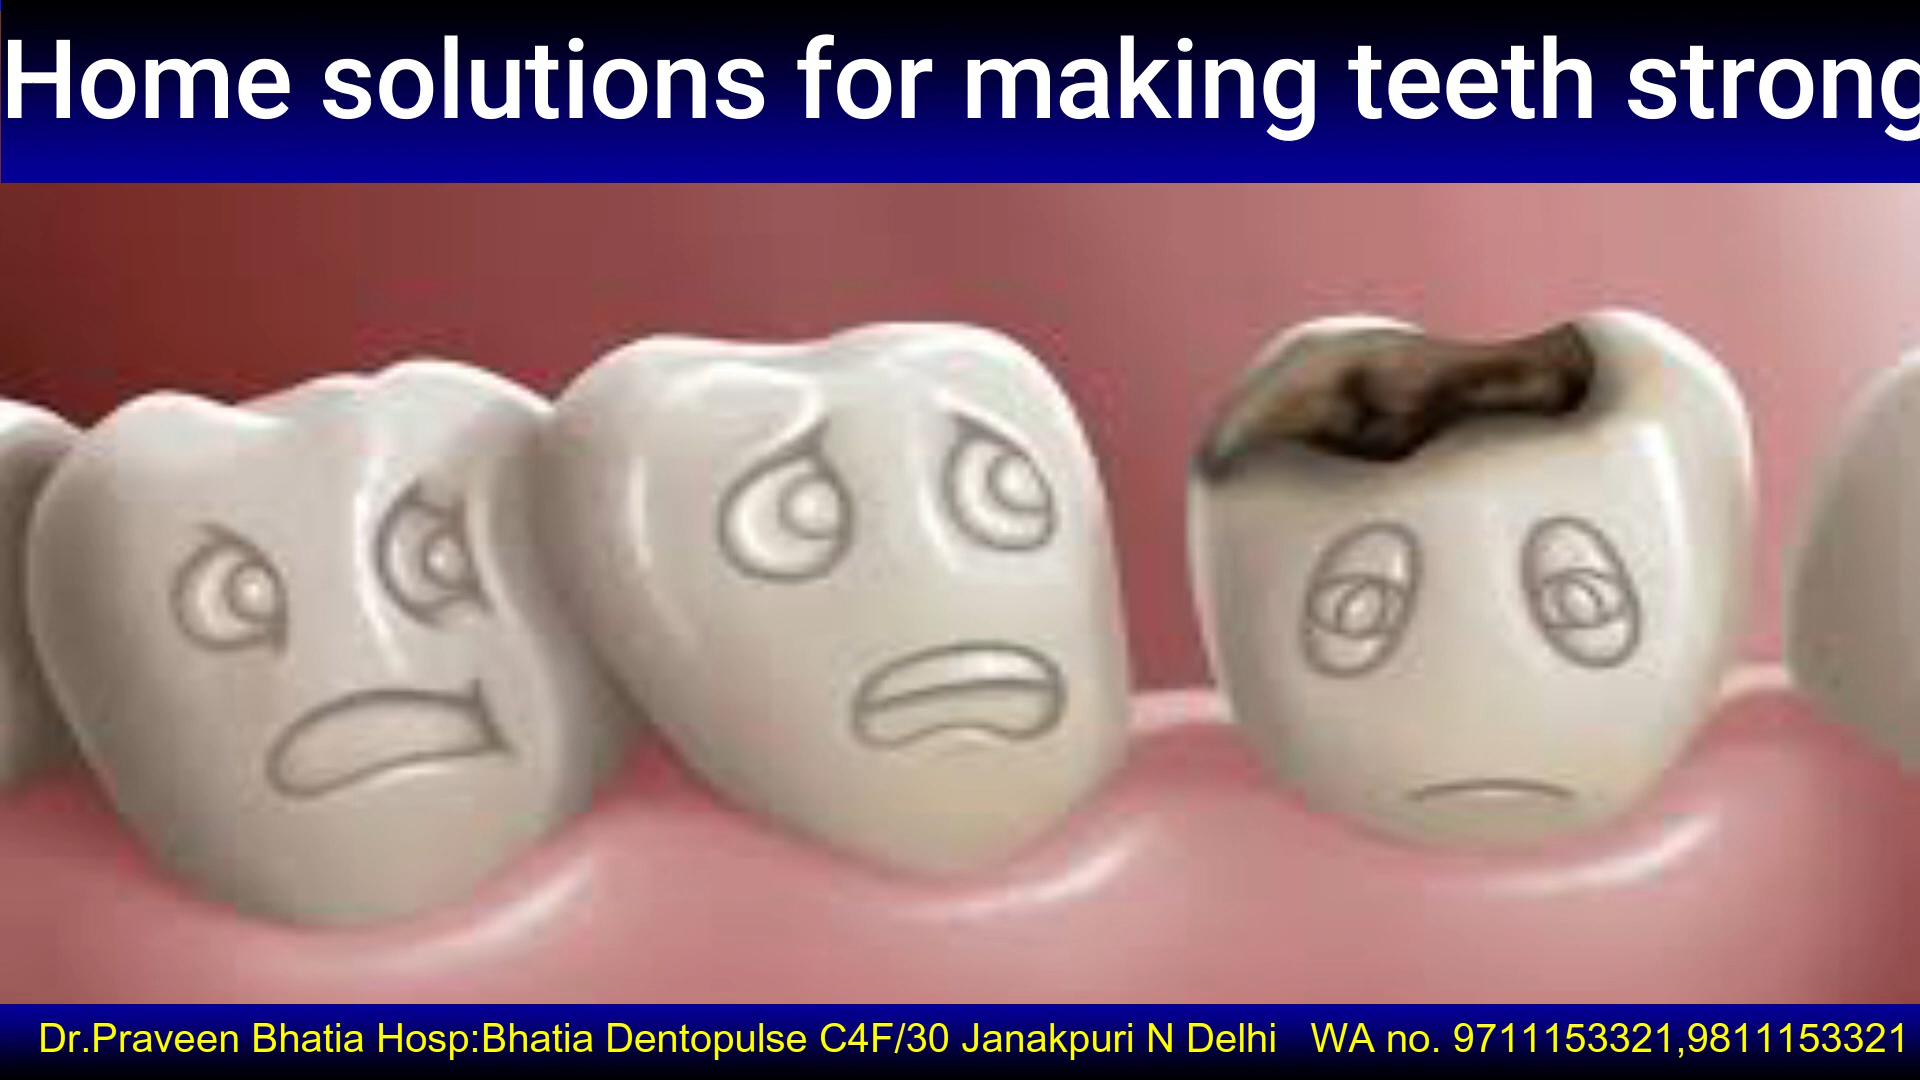 Home solutions for making teeth strong
Dr.Praveen Bhatia Hosp:Bhatia Dentopulse C4F/30 Janakpuri N Delhi WA no. 9711153321,9811153321